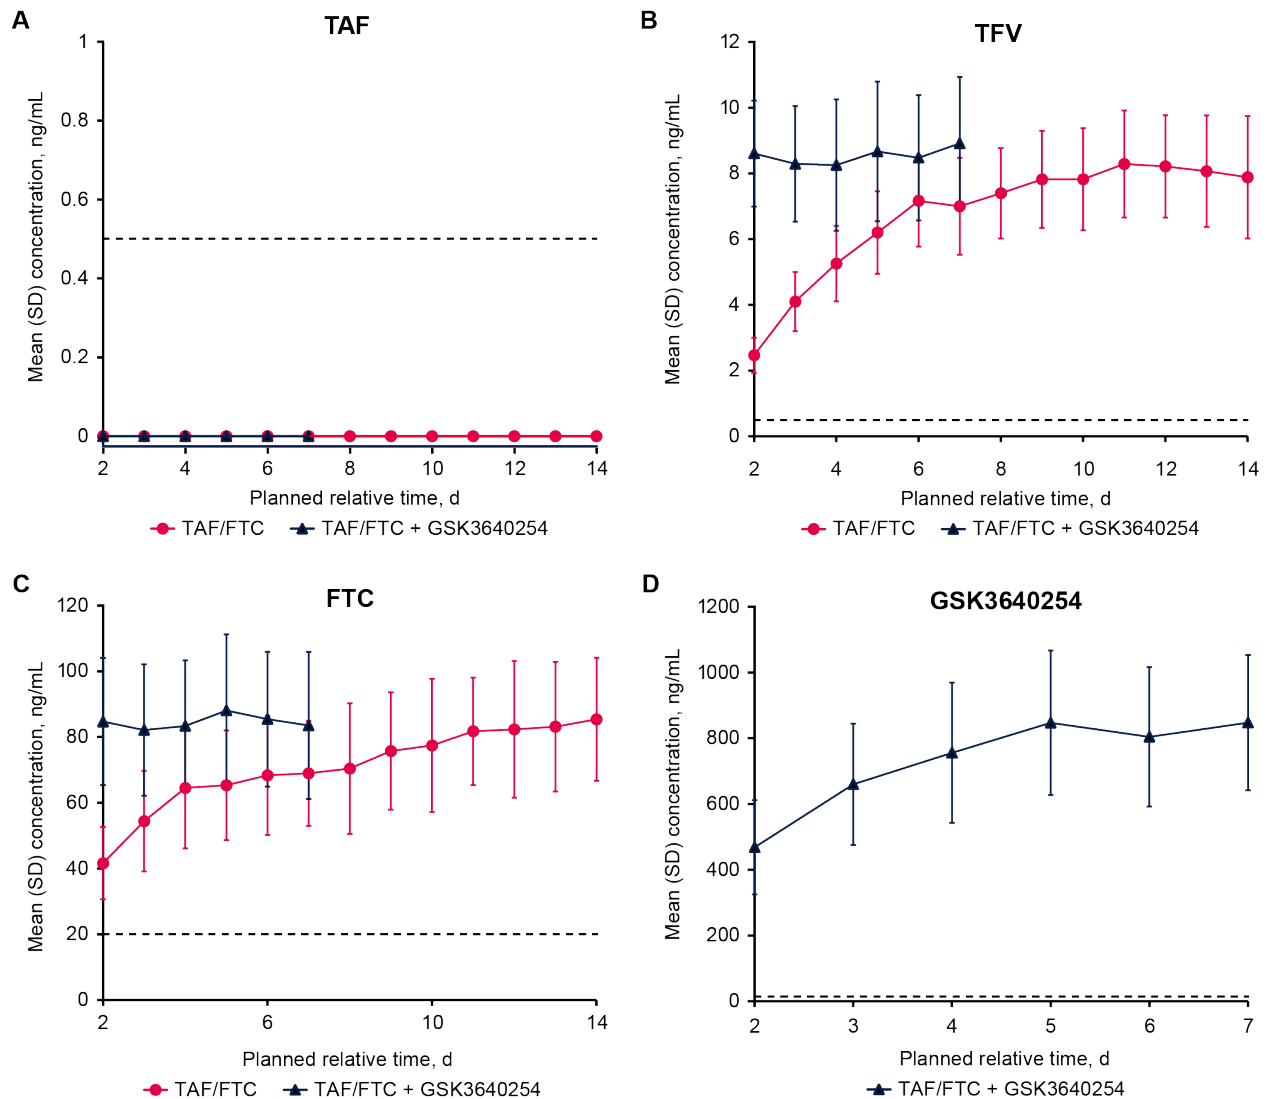 A
TAF
Mean (SD) concentration, ng/mL
1
0.8
0.6
0.4
0.2
0
2 4 6 8 10 12 14
Planned relative time, d
TAF/FTC TAF/FTC + GSK3640254
B
TFV
Mean (SD) concentration, ng/mL
12
10
8
6
4
2
0
2 4 6 8 10 12 14
Planned relative time, d
TAF/FTC TAF/FTC + GSK3640254
C
FTC
Mean (SD) concentration, ng/mL
120
100
80
60
40
20
0
2 6 10 14
Planned relative time, d
TAF/FTC TAF/FTC + GSK3640254
D
GSK3640254
Mean (SD) concentration, ng/mL
1200
1000
800
600
400
200
0
2 3 4 5 6 7
Planned relative time, d
TAF/FTC + GSK3640254